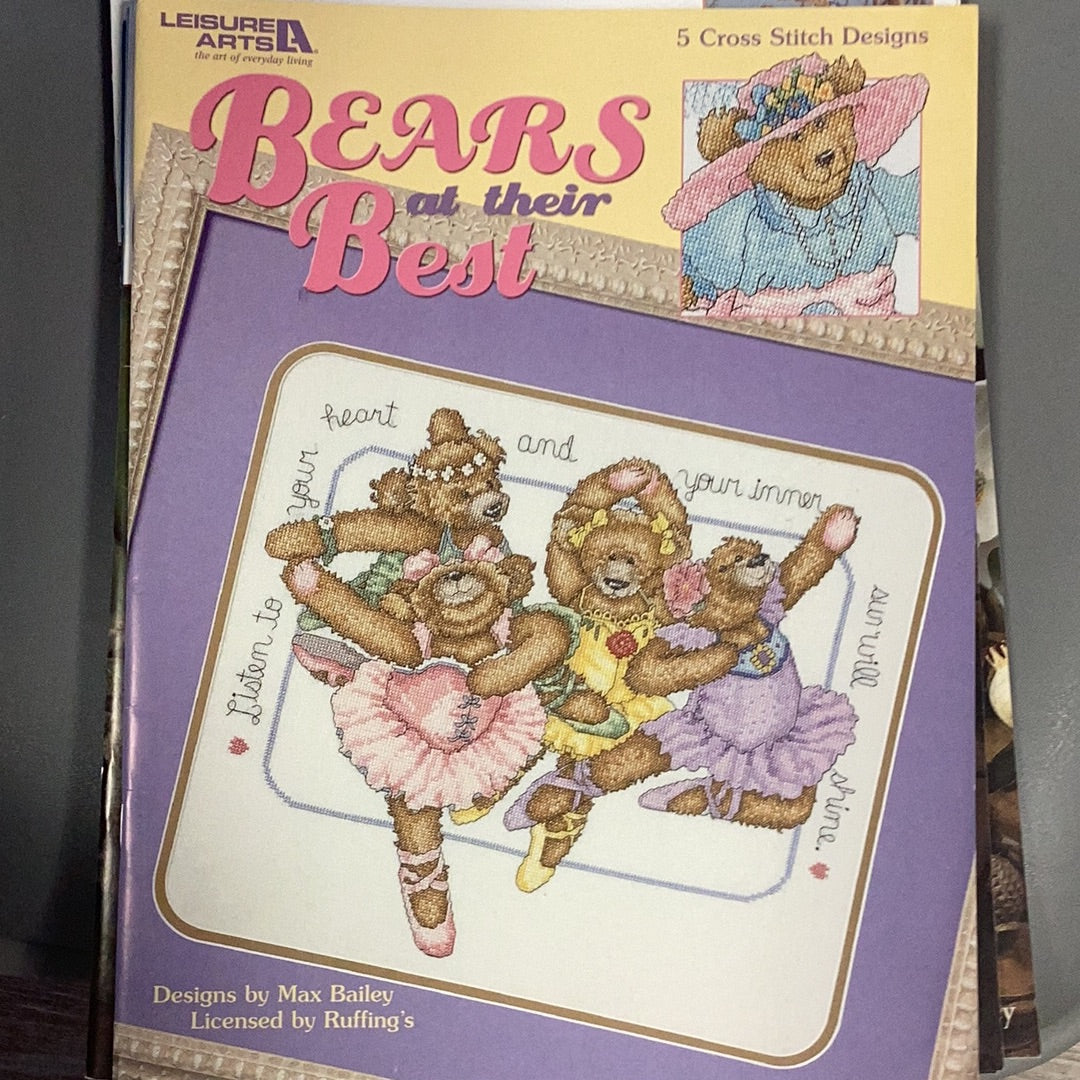 LEISURE
ARTS
the art of everyday living
5 Cross Stitch Designs
BEARS
at their
Best
Listen to your heart and your inner sun will shine.
Designs by Max Bailey
Licensed by Ruffing's
y